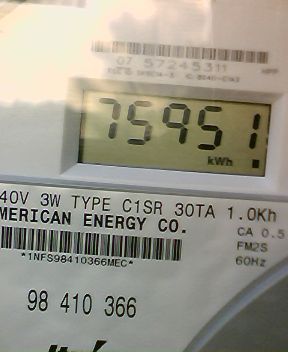 07 57245311
75951
kWh
40V 3W TYPE C1SR 30TA 1.0Kh
MERICAN ENERGY CO.
CA 0.5
FM2S
60Hz
*1NFS98410366MEC*
98 410 366